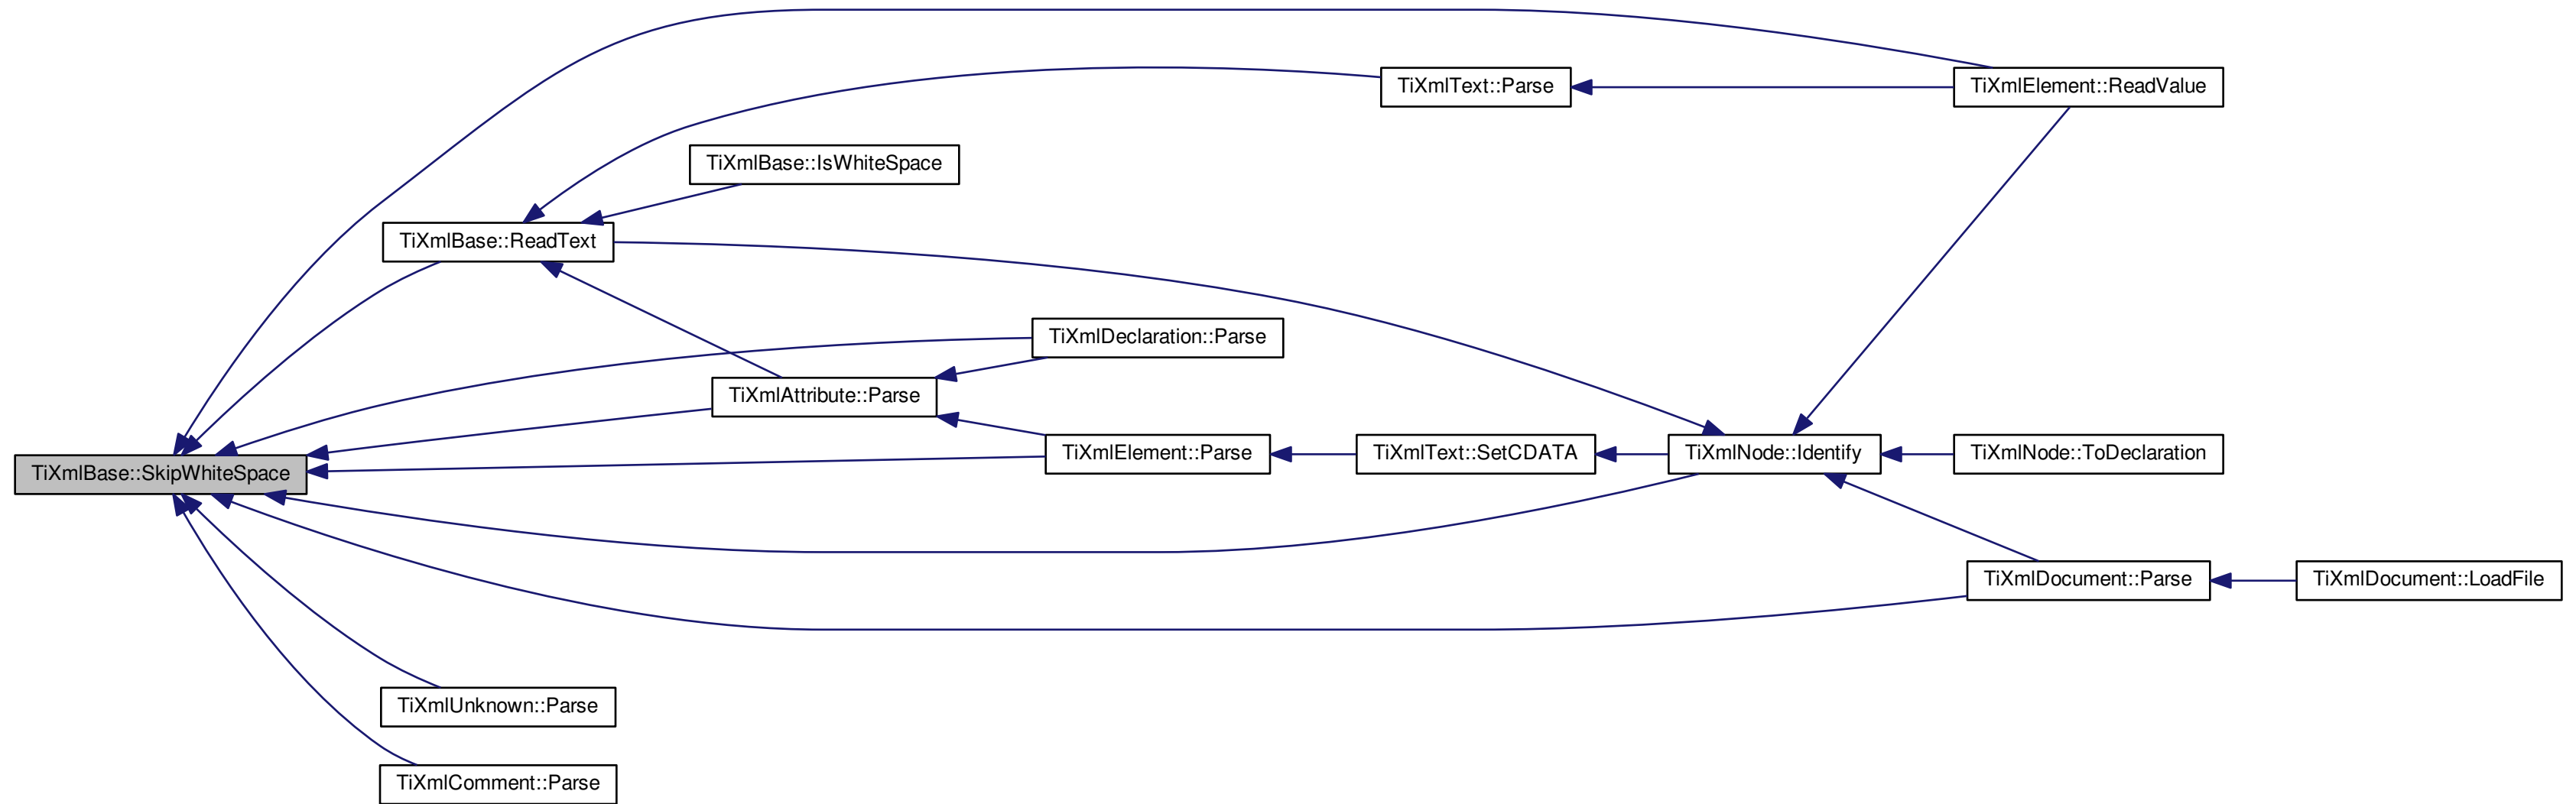 TiXmlText::Parse
TiXmlElement::ReadValue
TiXmlBase::IsWhiteSpace
TiXmlBase::ReadText
TiXmlDeclaration::Parse
TiXmlAttribute::Parse
TiXmlElement::Parse
TiXmlText::SetCDATA
TiXmlNode::Identify
TiXmlNode::ToDeclaration
TiXmlBase::SkipWhiteSpace
TiXmlDocument::Parse
TiXmlDocument::LoadFile
TiXmlUnknown::Parse
TiXmlComment::Parse